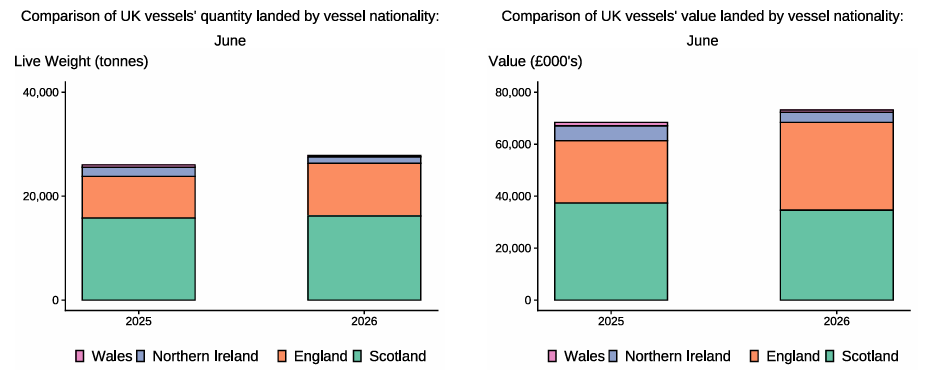 Comparison of UK vessels' quantity landed by vessel nationality:
June
Live Weight (tonnes)
40,000
20,000
0
2025
2026
Wales Northern Ireland England Scotland
Comparison of UK vessels' value landed by vessel nationality:
June
Value (£000's)
80,000
60,000
40,000
20,000
0
2025
2026
Wales Northern Ireland England Scotland